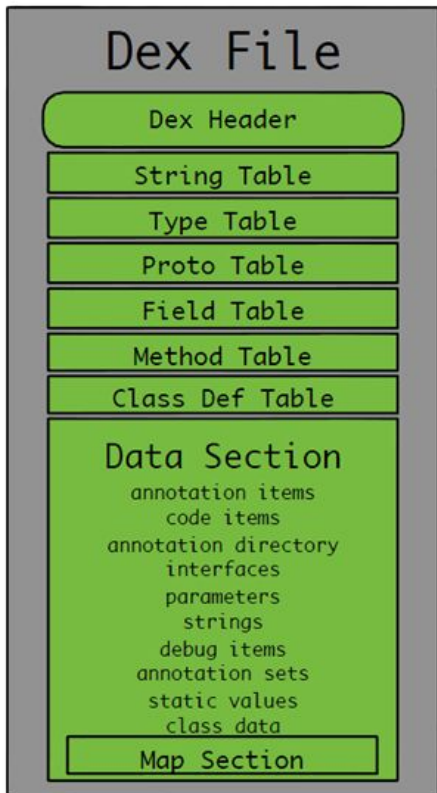 Dex File
Dex Header
String Table
Type Table
Proto Table
Field Table
Method Table
Class Def Table
Data Section
annotation items
code items
annotation directory
interfaces
parameters
strings
debug items
annotation sets
static values
class data
Map Section